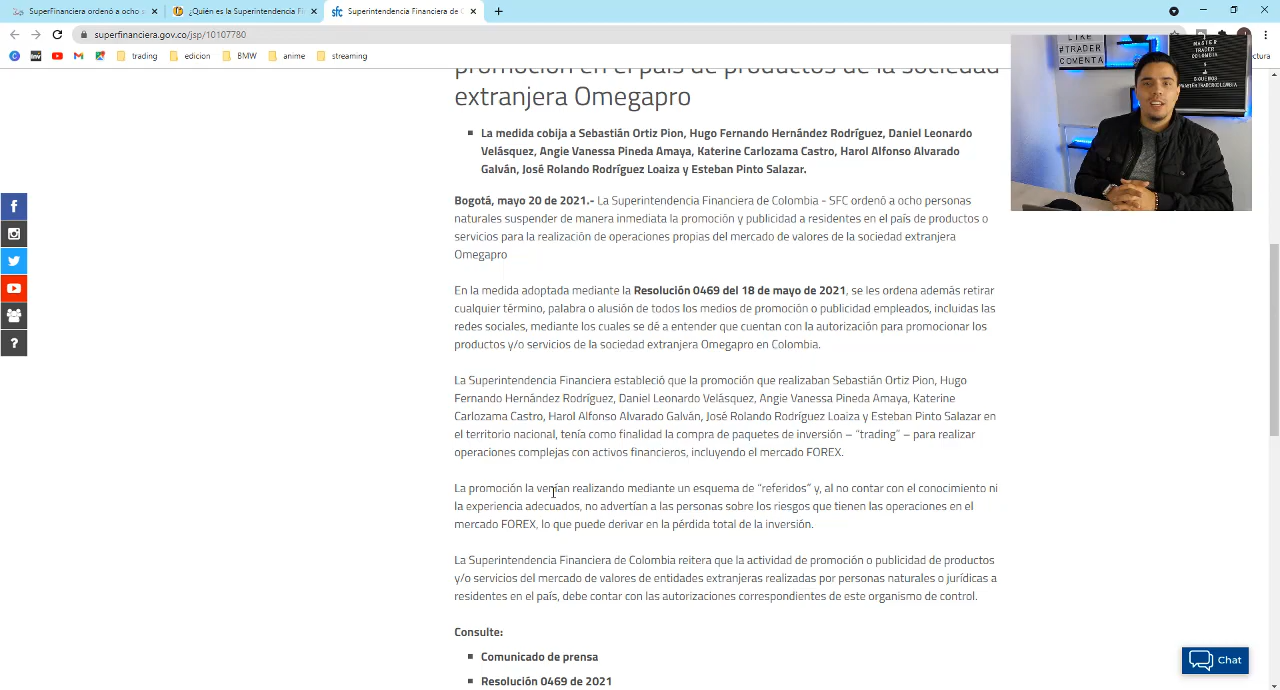 SuperFinanciera ordenó a ocho
¿Quién es la Superintendencia Fi
Superintendencia Financiera de C
superfinanciera.gov.co/jsp/10107780
trading
edicion
BMW
anime
streaming
promoción en el país de productos de la sociedad
extranjera Omegapro
La medida cobija a Sebastián Ortiz Pion, Hugo Fernando Hernández Rodríguez, Daniel Leonardo
Velásquez, Angie Vanessa Pineda Amaya, Katerine Carlozama Castro, Harol Alfonso Alvarado
Galván, José Rolando Rodríguez Loaiza y Esteban Pinto Salazar.
Bogotá, mayo 20 de 2021.- La Superintendencia Financiera de Colombia - SFC ordenó a ocho personas
naturales suspender de manera inmediata la promoción y publicidad a residentes en el país de productos o
servicios para la realización de operaciones propias del mercado de valores de la sociedad extranjera
Omegapro
En la medida adoptada mediante la Resolución 0469 del 18 de mayo de 2021, se les ordena además retirar
cualquier término, palabra o alusión de todos los medios de promoción o publicidad empleados, incluidas las
redes sociales, mediante los cuales se dé a entender que cuentan con la autorización para promocionar los
productos y/o servicios de la sociedad extranjera Omegapro en Colombia.
La Superintendencia Financiera estableció que la promoción que realizaban Sebastián Ortiz Pion, Hugo
Fernando Hernández Rodríguez, Daniel Leonardo Velásquez, Angie Vanessa Pineda Amaya, Katerine
Carlozama Castro, Harol Alfonso Alvarado Galván, José Rolando Rodríguez Loaiza y Esteban Pinto Salazar en
el territorio nacional, tenía como finalidad la compra de paquetes de inversión – “trading” – para realizar
operaciones complejas con activos financieros, incluyendo el mercado FOREX.
La promoción la venían realizando mediante un esquema de “referidos” y, al no contar con el conocimiento ni
la experiencia adecuados, no advertían a las personas sobre los riesgos que tienen las operaciones en el
mercado FOREX, lo que puede derivar en la pérdida total de la inversión.
La Superintendencia Financiera de Colombia reitera que la actividad de promoción o publicidad de productos
y/o servicios del mercado de valores de entidades extranjeras realizadas por personas naturales o jurídicas a
residentes en el país, debe contar con las autorizaciones correspondientes de este organismo de control.
Consulte:
Comunicado de prensa
Resolución 0469 de 2021
LIKE
#TRADER
COMENTA
MASTER
TRADER
COLOMBIA
SIGUENOS
ctura
Chat